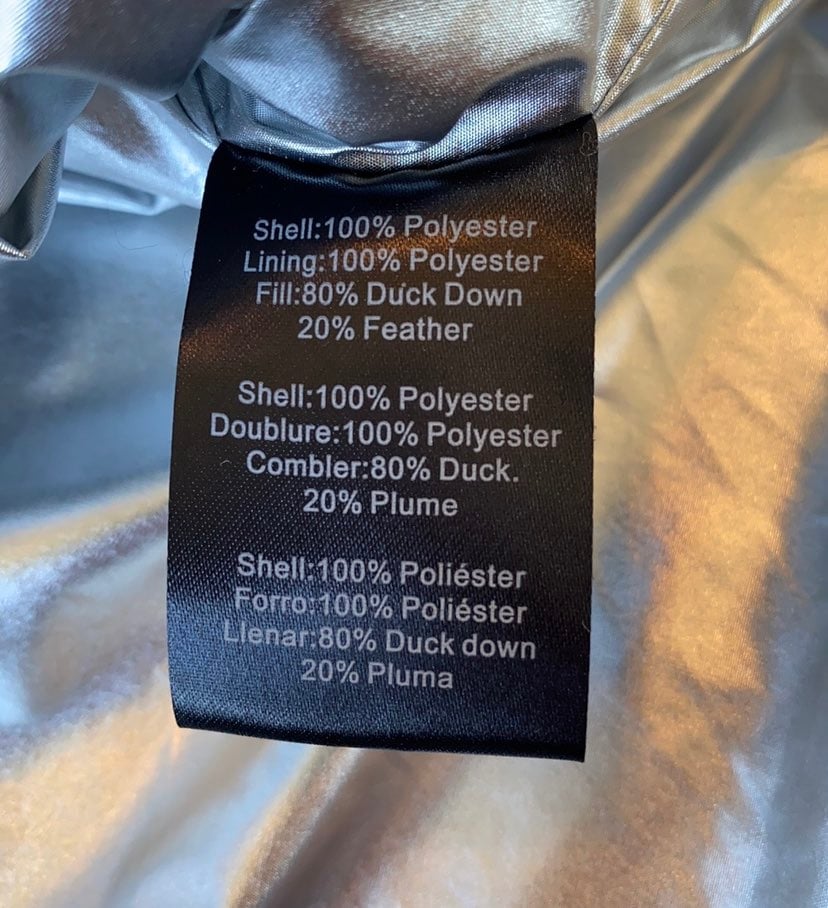 Shell:100% Polyester
Lining:100% Polyester
Fill:80% Duck Down
20% Feather
Shell:100% Polyester
Doublure:100% Polyester
Combler:80% Duck.
20% Plume
Shell:100% Poliéster
Forro:100% Poliéster
Llenar:80% Duck down
20% Pluma